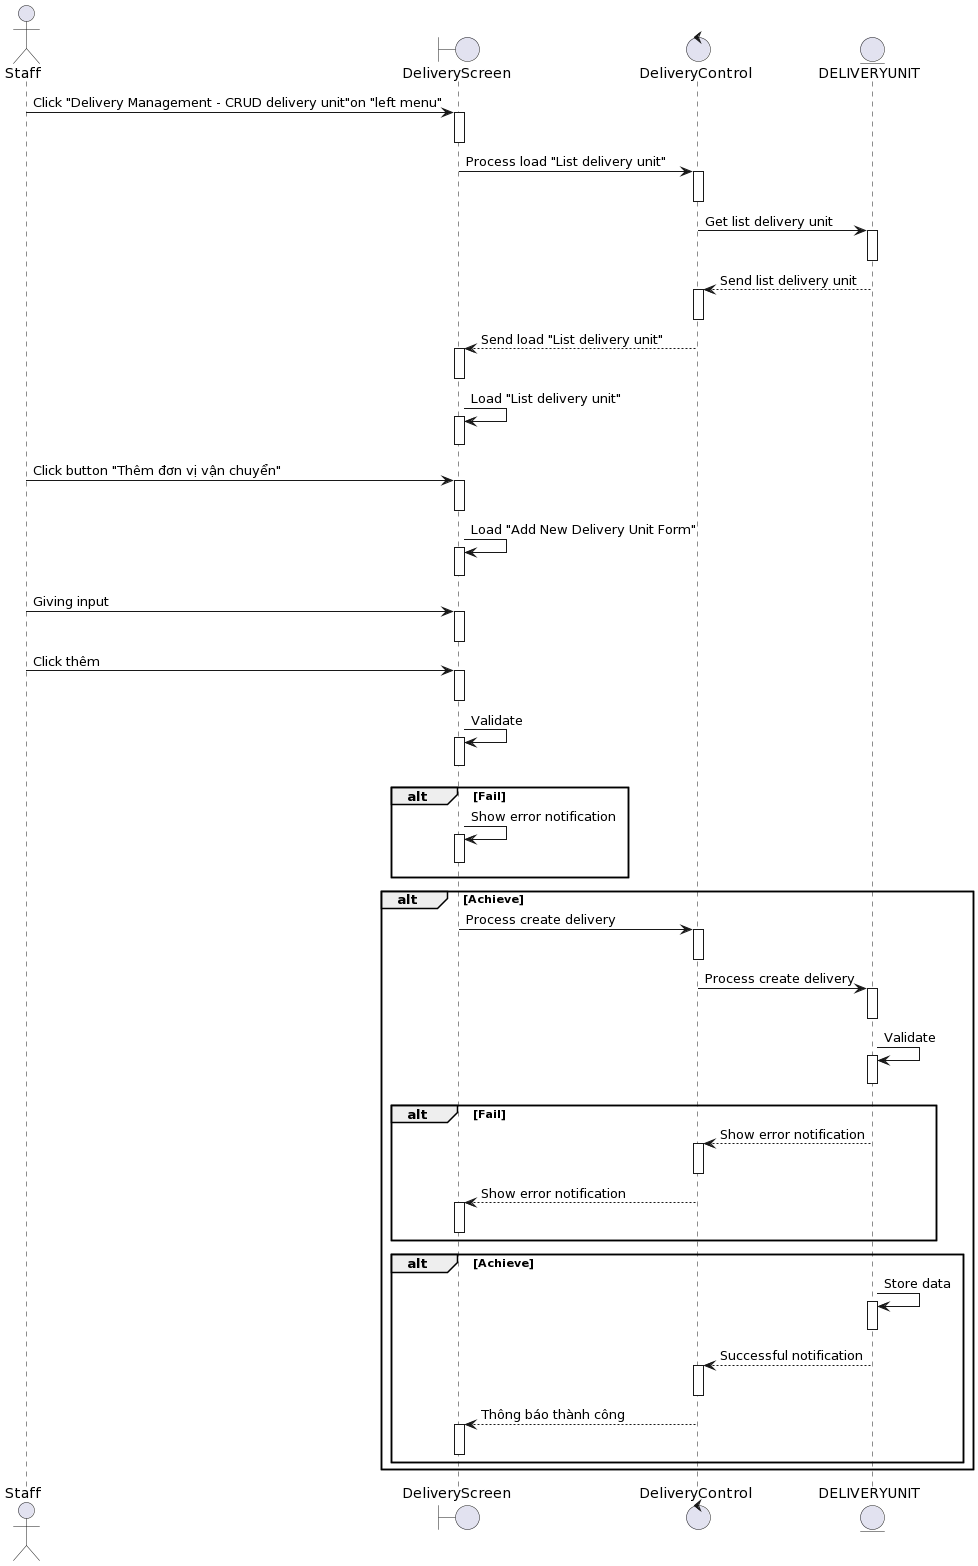 Staff
DeliveryScreen
DeliveryControl
DELIVERYUNIT
Click "Delivery Management - CRUD delivery unit"on "left menu"
Process load "List delivery unit"
Get list delivery unit
Send list delivery unit
Send load "List delivery unit"
Load "List delivery unit"
Click button "Thêm đơn vị vận chuyển"
Load "Add New Delivery Unit Form"
Giving input
Click thêm
Validate
alt [Fail]
Show error notification
alt [Achieve]
Process create delivery
Process create delivery
Validate
alt [Fail]
Show error notification
Show error notification
alt [Achieve]
Store data
Successful notification
Thông báo thành công
Staff
DeliveryScreen
DeliveryControl
DELIVERYUNIT